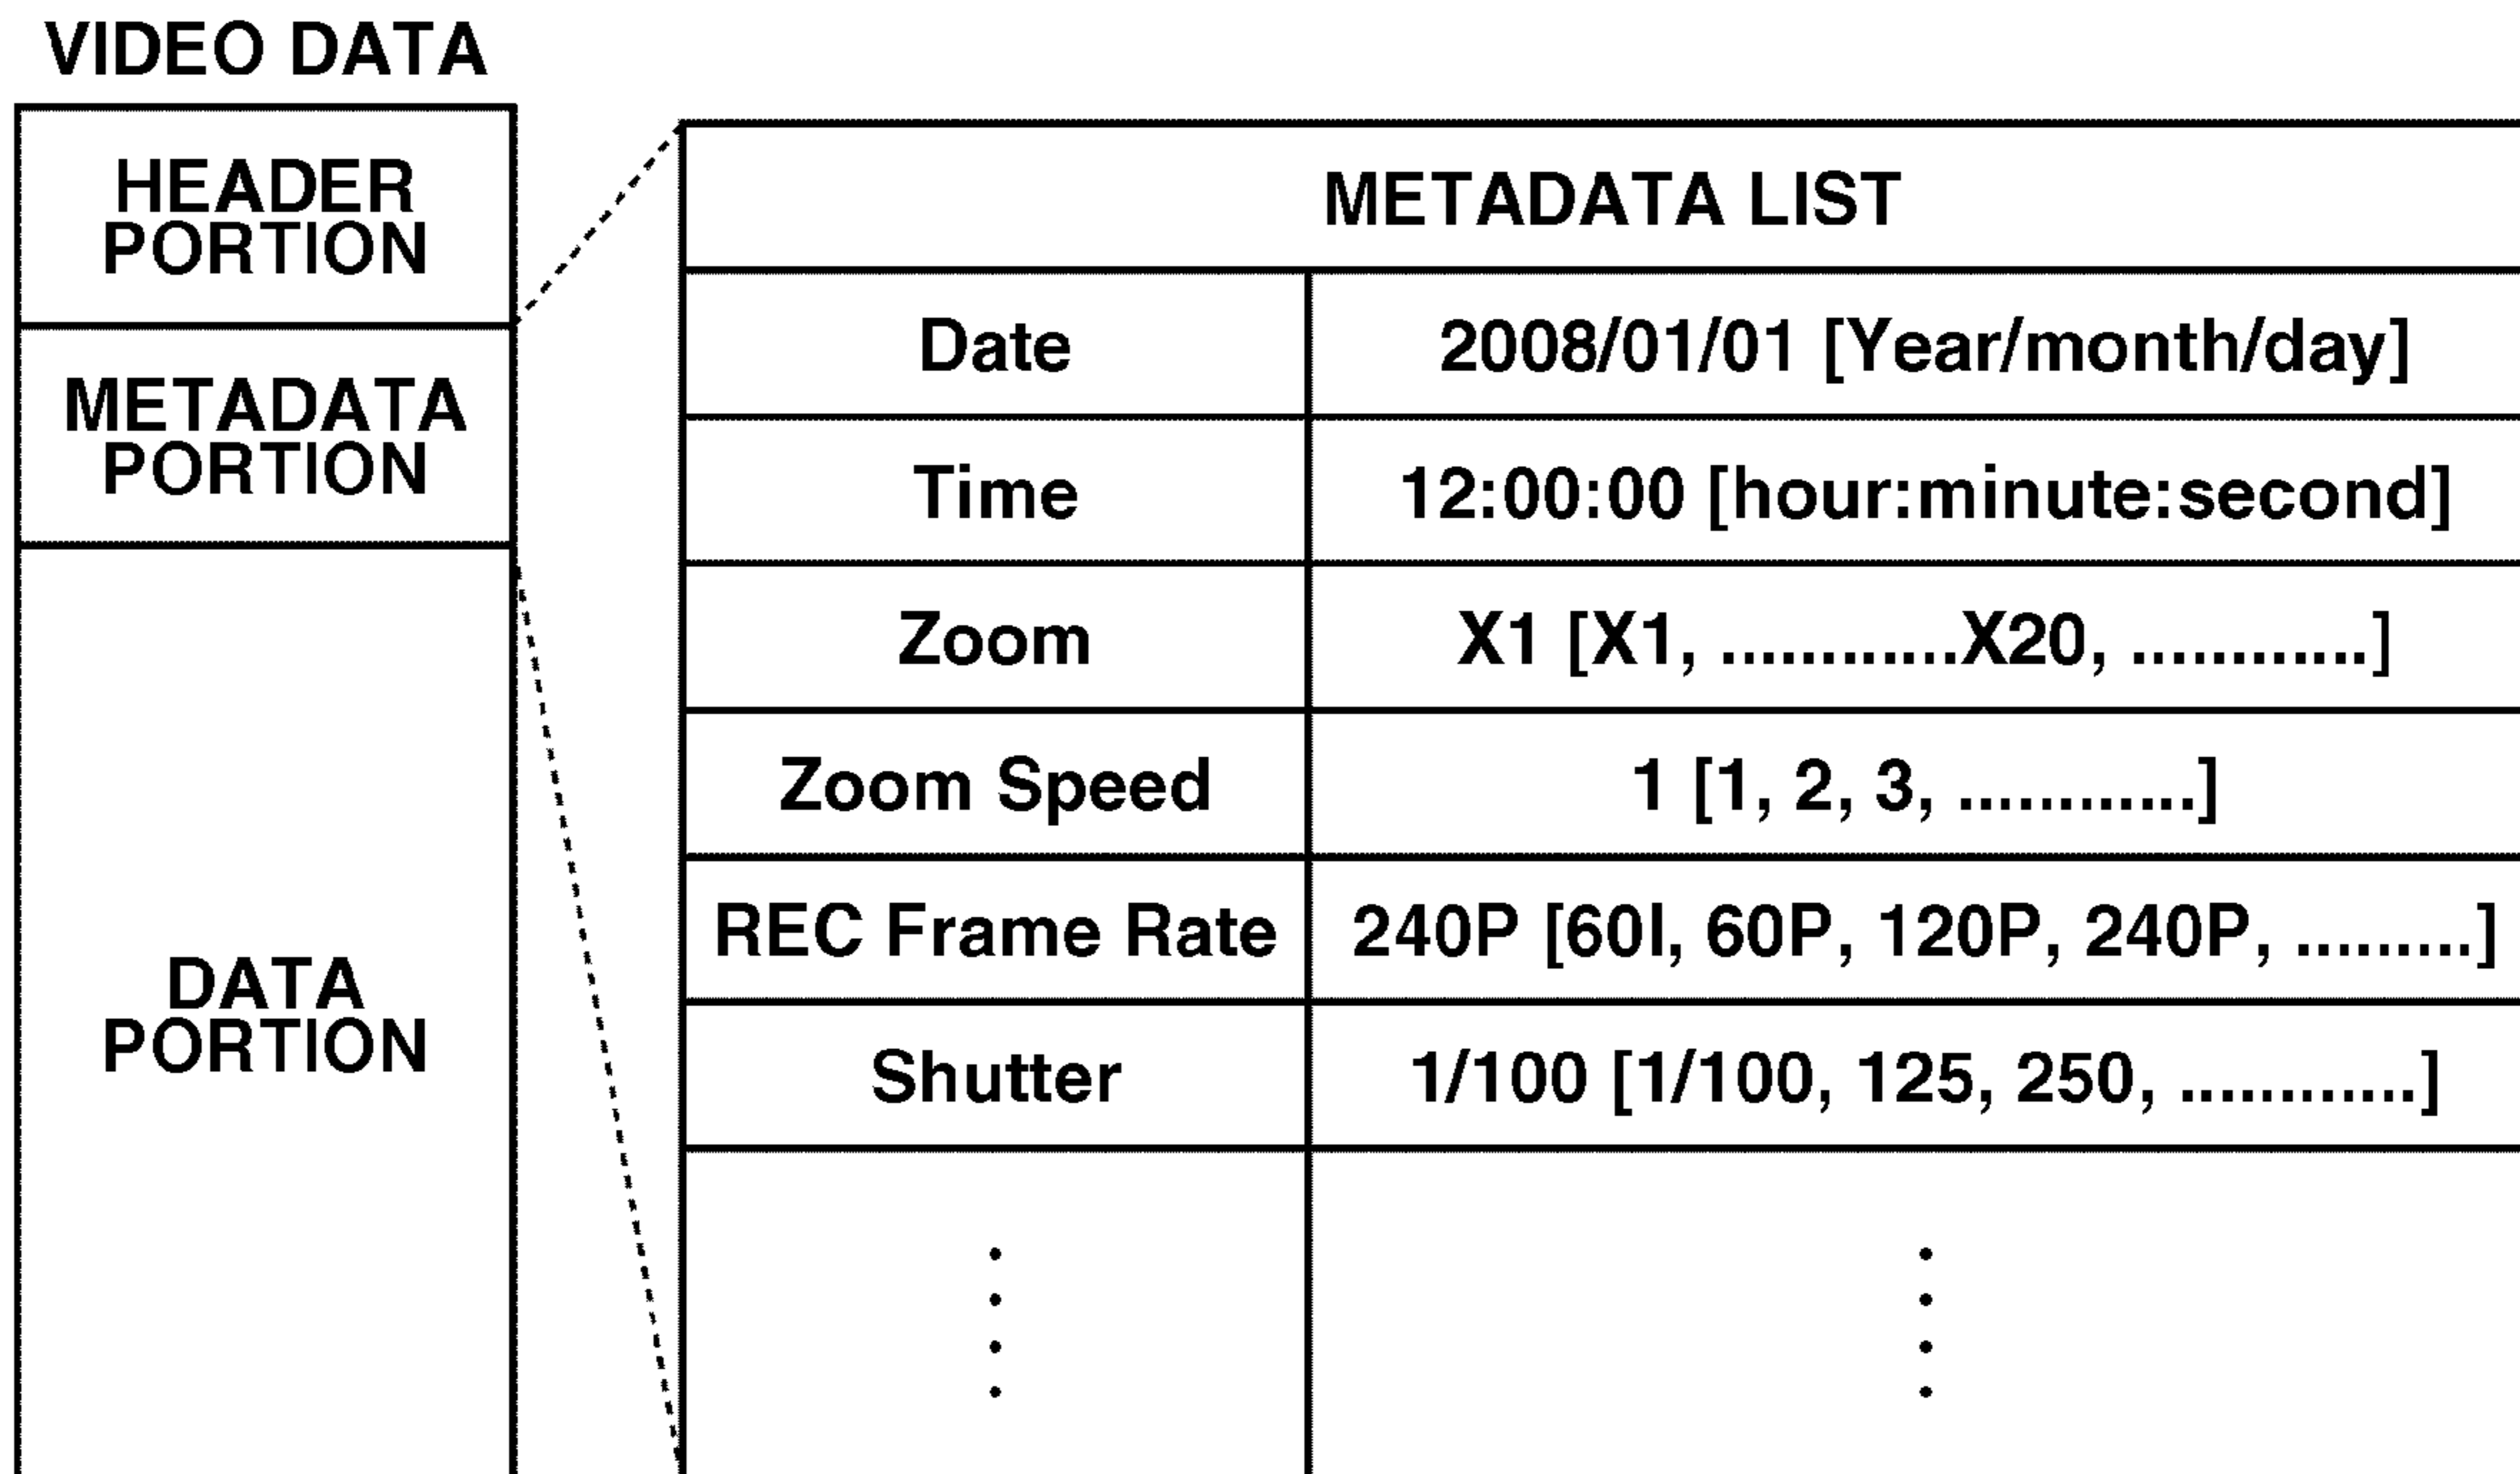 VIDEO DATA
HEADER
PORTION
METADATA
PORTION
DATA
PORTION
METADATA LIST
Date 2008/01/01 [Year/month/day]
Time 12:00:00 [hour:minute:second]
Zoom X1 [X1, ............X20, ............]
Zoom Speed 1 [1, 2, 3, ............]
REC Frame Rate 240P [60I, 60P, 120P, 240P, .........]
Shutter 1/100 [1/100, 125, 250, ............]